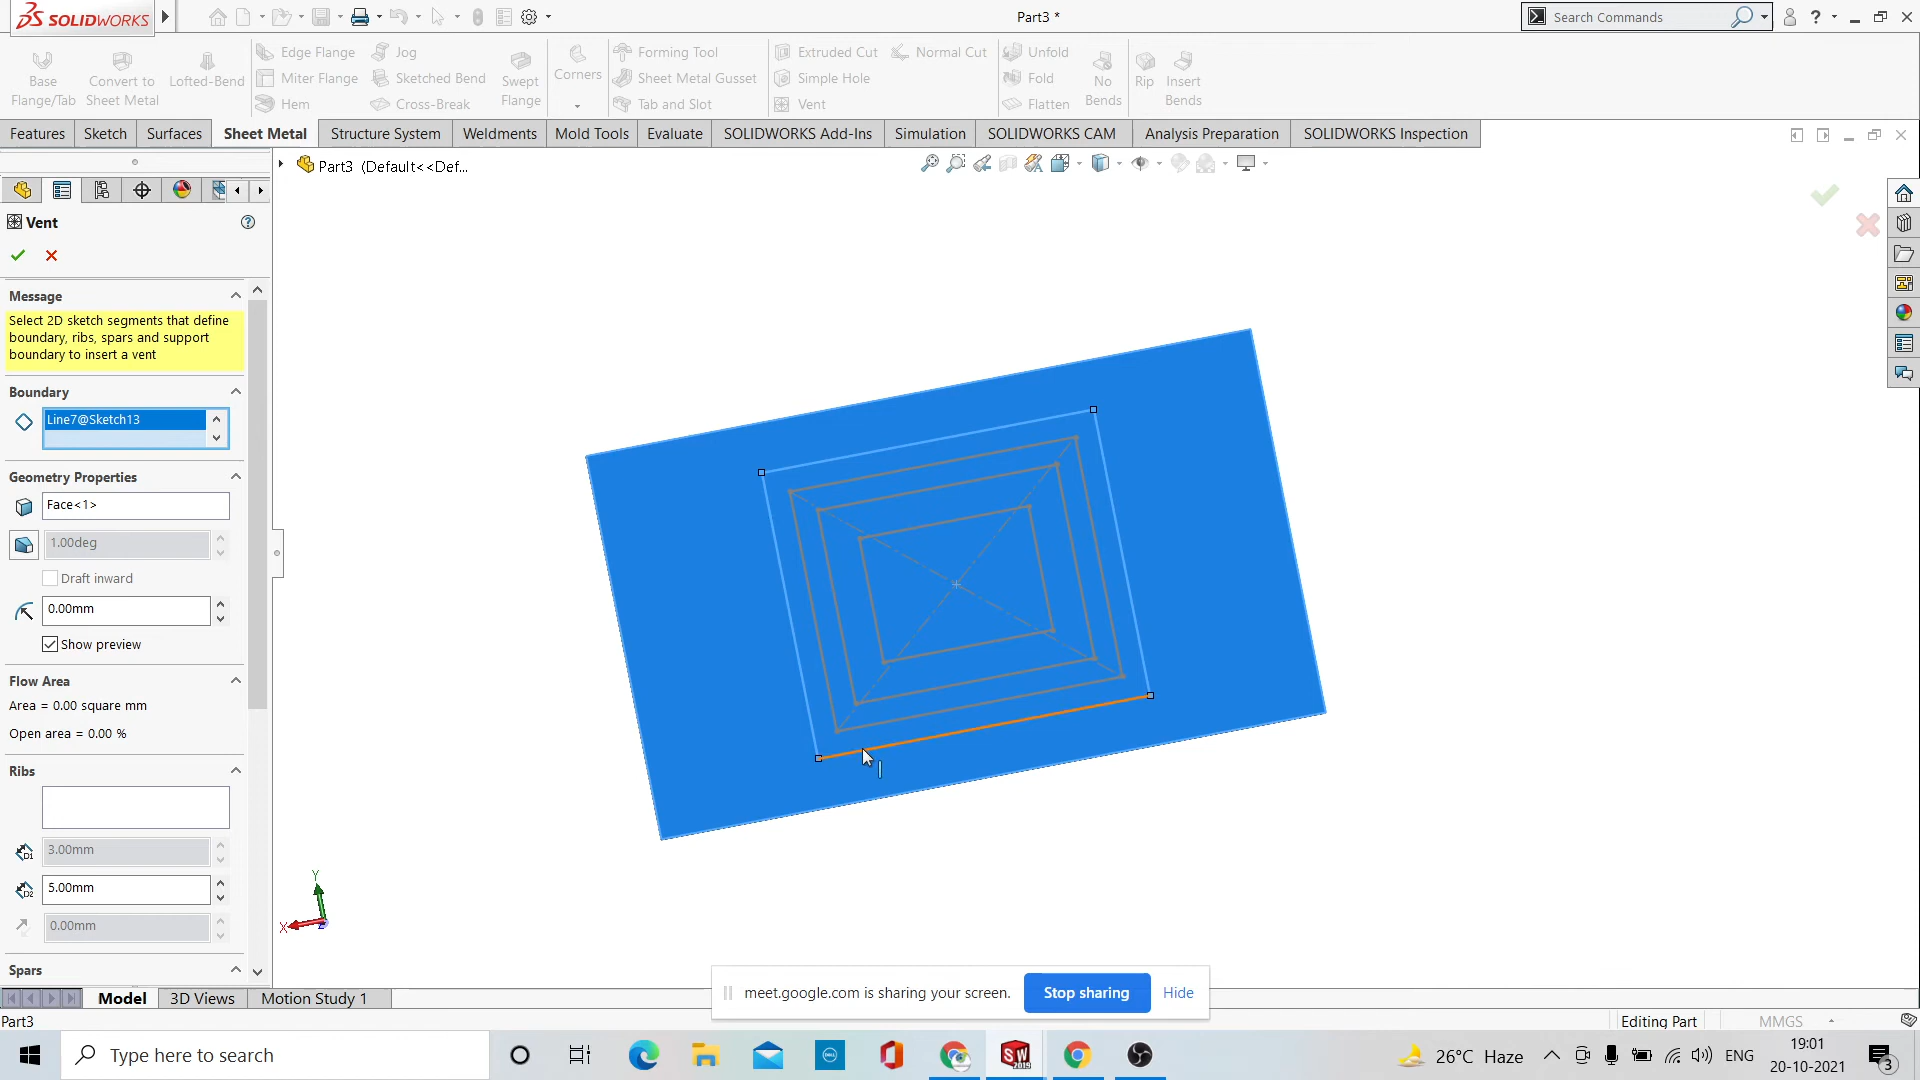 SOLIDWORKS
Part3 *
Search Commands
Base Flange/Tab
Convert to Sheet Metal
Lofted-Bend
Edge Flange
Miter Flange
Hem
Jog
Sketched Bend
Cross-Break
Swept Flange
Corners
Forming Tool
Sheet Metal Gusset
Tab and Slot
Extruded Cut
Simple Hole
Vent
Normal Cut
Unfold
Fold
Flatten
No Bends
Rip
Insert Bends
Features
Sketch
Surfaces
Sheet Metal
Structure System
Weldments
Mold Tools
Evaluate
SOLIDWORKS Add-Ins
Simulation
SOLIDWORKS CAM
Analysis Preparation
SOLIDWORKS Inspection
Part3 (Default<<Def...
Vent
Message
Select 2D sketch segments that define
boundary, ribs, spars and support
boundary to insert a vent
Boundary
Line7@Sketch13
Geometry Properties
Face<1>
1.00deg
Draft inward
0.00mm
Show preview
Flow Area
Area = 0.00 square mm
Open area = 0.00 %
Ribs
3.00mm
5.00mm
0.00mm
Spars
Y
X
Z
meet.google.com is sharing your screen.
Stop sharing
Hide
Model
3D Views
Motion Study 1
Part3
Editing Part
MMGS
Type here to search
DELL
SW
2019
26°C Haze
ENG
19:01
20-10-2021
3